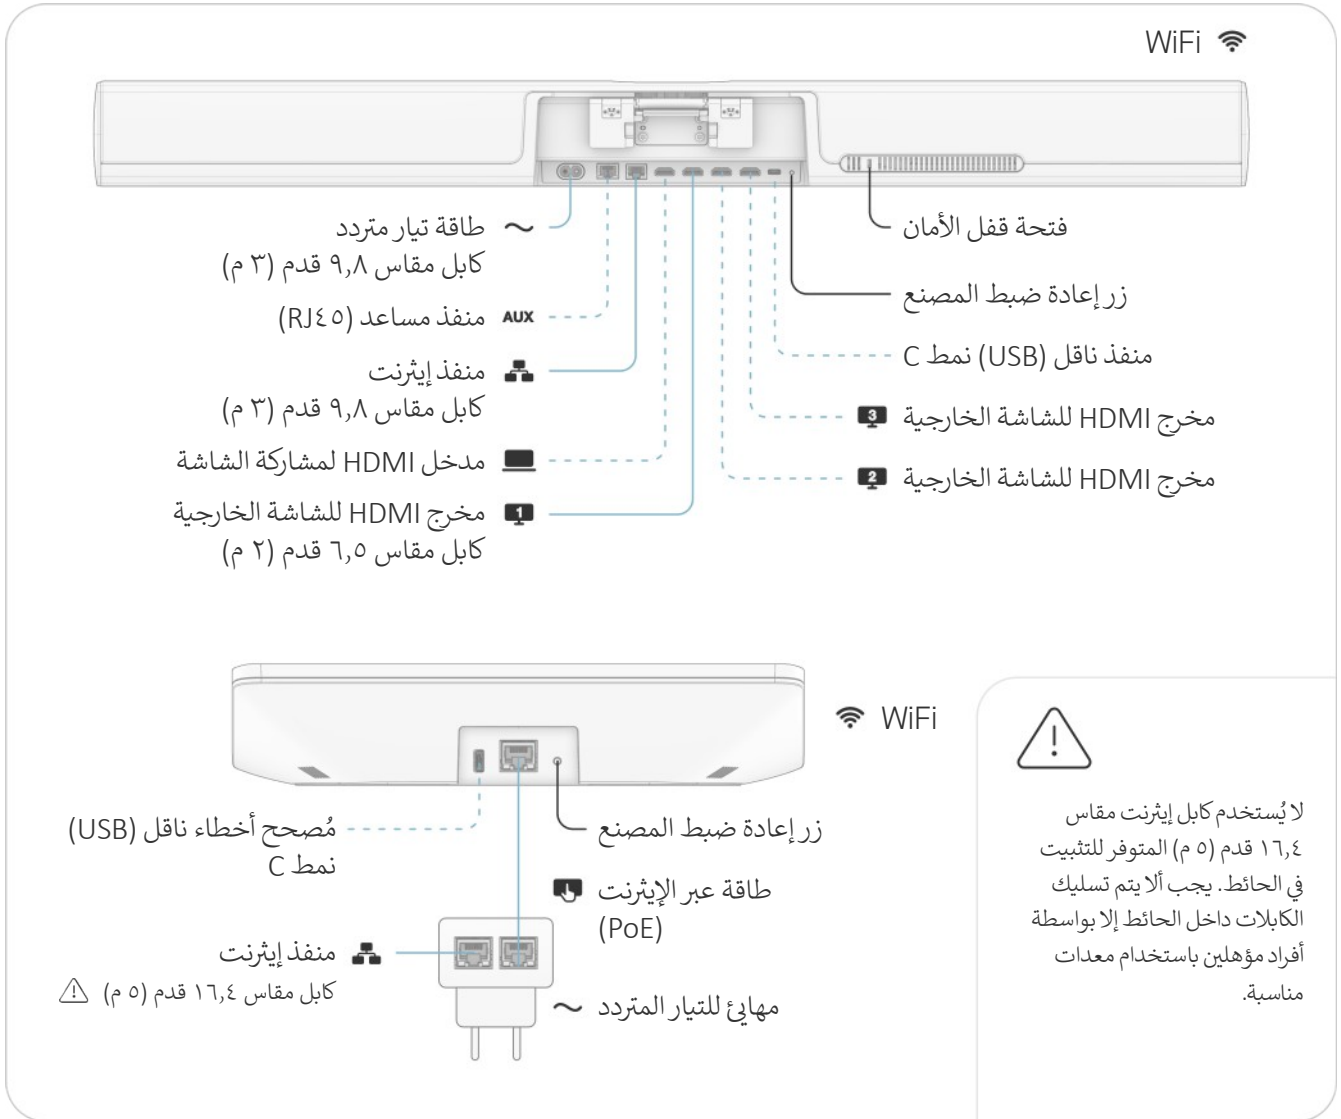 WiFi
طاقة تيار متردد
كابل مقاس ٩,٨ قدم (٣ م)
AUX منفذ مساعد (RJ٤٥)
منفذ إيثرنت
كابل مقاس ٩,٨ قدم (٣ م)
مدخل HDMI لمشاركة الشاشة
1 مخرج HDMI للشاشة الخارجية
كابل مقاس ٦,٥ قدم (٢ م)
فتحة قفل الأمان
زر إعادة ضبط المصنع
منفذ ناقل (USB) نمط C
مخرج HDMI للشاشة الخارجية 3
مخرج HDMI للشاشة الخارجية 2
WiFi
زر إعادة ضبط المصنع
مُصحح أخطاء ناقل (USB)
نمط C
طاقة عبر الإيثرنت
(PoE)
منفذ إيثرنت
كابل مقاس ١٦,٤ قدم (٥ م)
مهايئ للتيار المتردد
لا يُستخدم كابل إيثرنت مقاس
١٦,٤ قدم (٥ م) المتوفر للتثبيت
في الحائط. يجب ألا يتم تسليك
الكابلات داخل الحائط إلا بواسطة
أفراد مؤهلين باستخدام معدات
مناسبة.